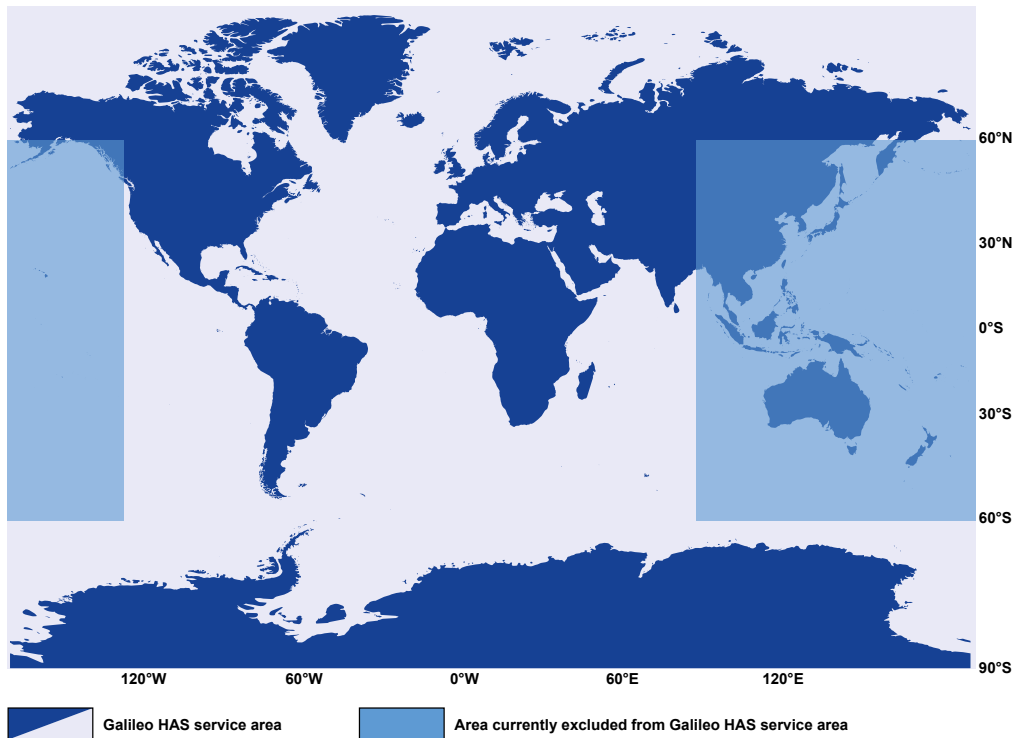 60°N
30°N
0°S
30°S
60°S
90°S
120°W 60°W 0°W 60°E 120°E
Galileo HAS service area Area currently excluded from Galileo HAS service area